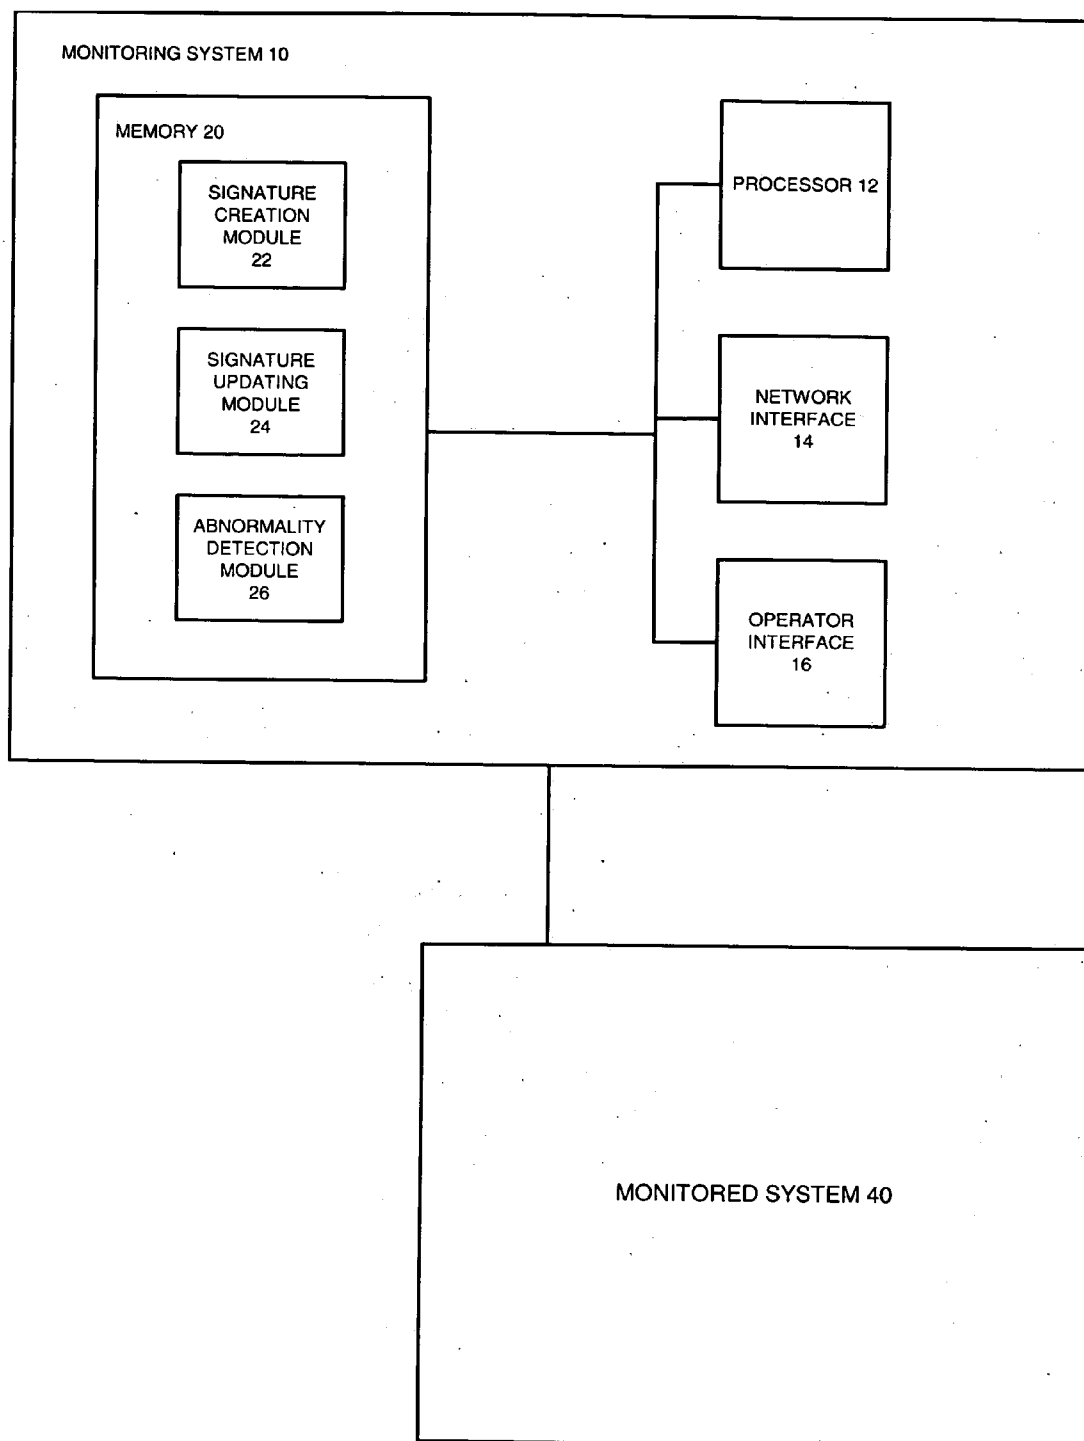 MONITORING SYSTEM 10
MEMORY 20
SIGNATURE
CREATION
MODULE
22
SIGNATURE
UPDATING
MODULE
24
ABNORMALITY
DETECTION
MODULE
26
PROCESSOR 12
NETWORK
INTERFACE
14
OPERATOR
INTERFACE
16
MONITORED SYSTEM 40